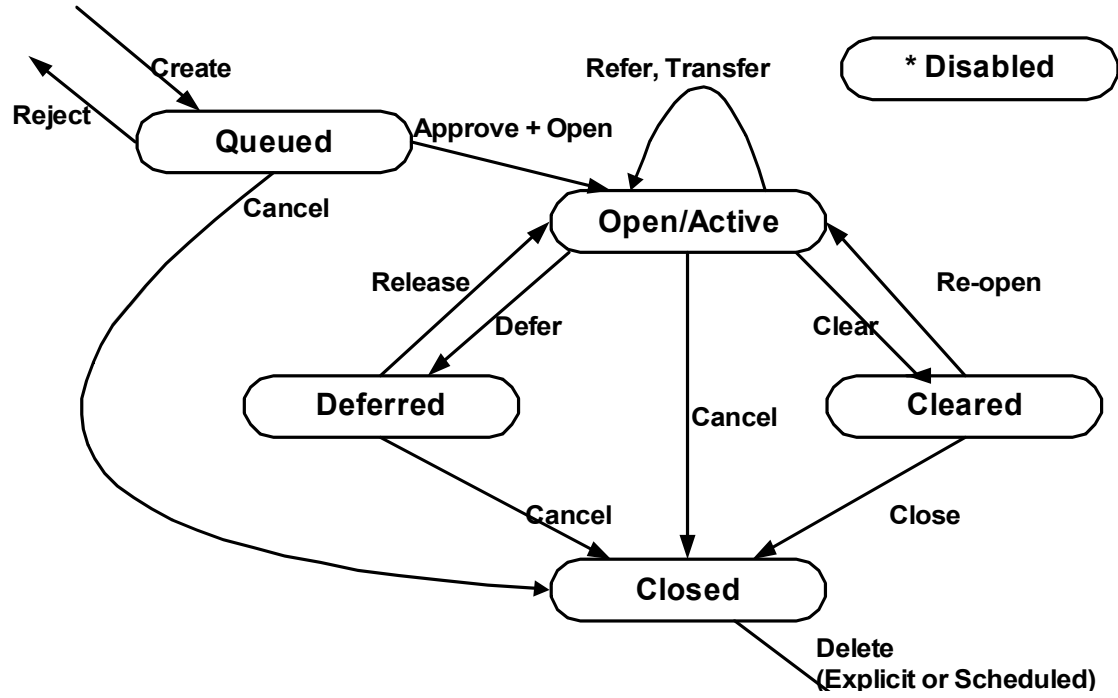 Create
Refer, Transfer
* Disabled
Reject
Queued
Approve + Open
Cancel
Open/Active
Release
Re-open
Defer
Clear
Deferred
Cleared
Cancel
Cancel
Close
Closed
Delete
(Explicit or Scheduled)